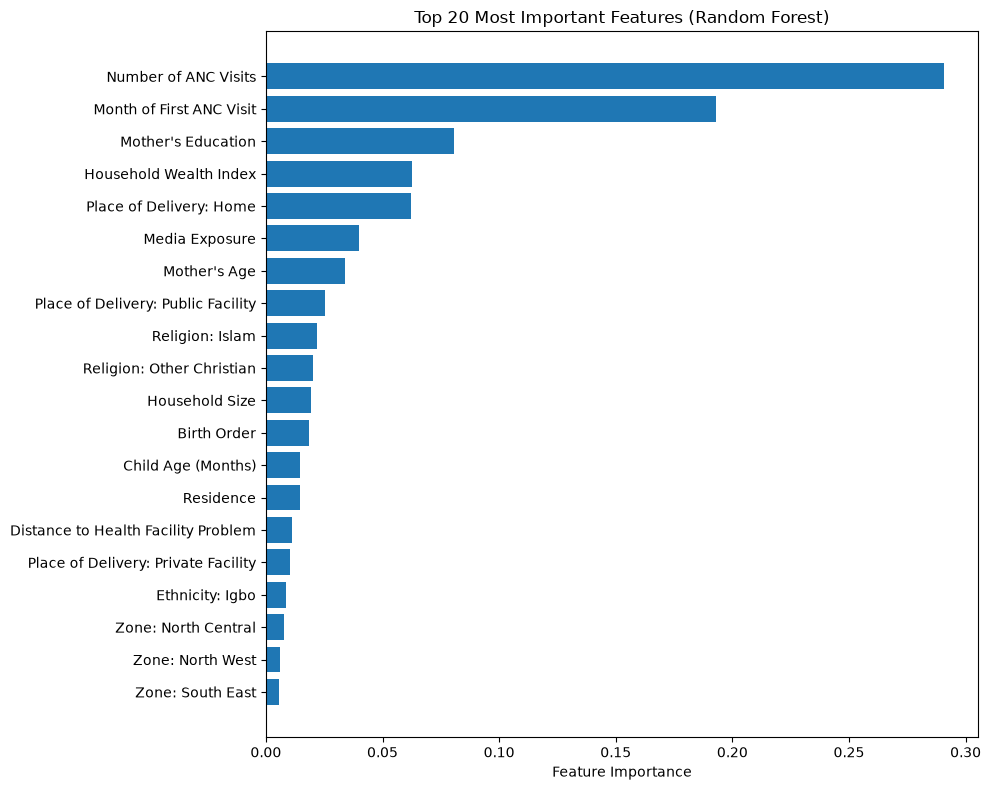 Top 20 Most Important Features (Random Forest)
Number of ANC Visits
Month of First ANC Visit
Mother's Education
Household Wealth Index
Place of Delivery: Home
Media Exposure
Mother's Age
Place of Delivery: Public Facility
Religion: Islam
Religion: Other Christian
Household Size
Birth Order
Child Age (Months)
Residence
Distance to Health Facility Problem
Place of Delivery: Private Facility
Ethnicity: Igbo
Zone: North Central
Zone: North West
Zone: South East
0.00 0.05 0.10 0.15 0.20 0.25 0.30
Feature Importance